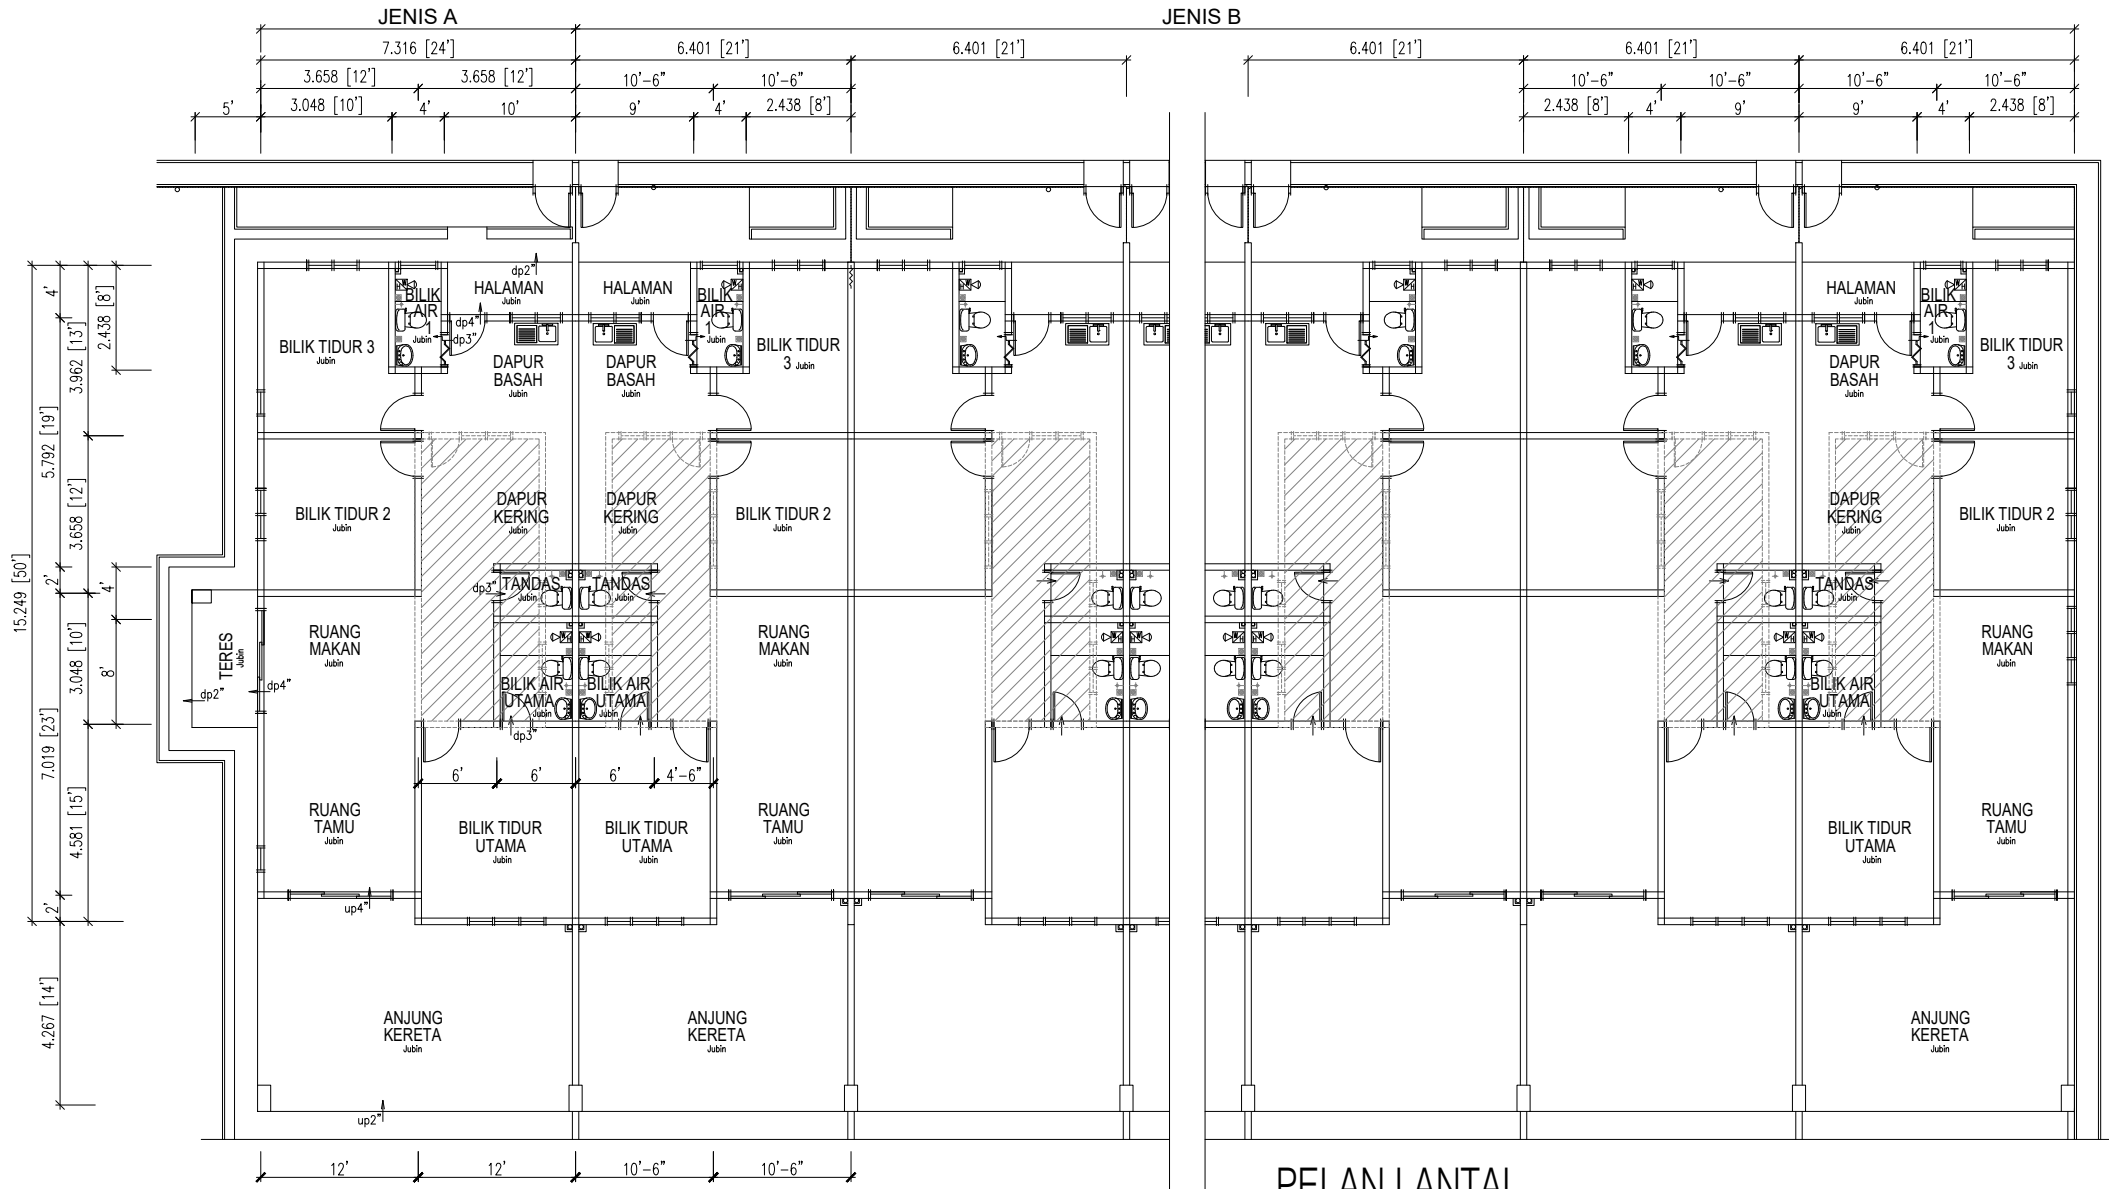 JENIS A
JENIS B
7.316 [24']
6.401 [21']
6.401 [21']
6.401 [21']
6.401 [21']
6.401 [21']
3.658 [12']
3.658 [12']
10'-6"
10'-6"
10'-6"
10'-6"
10'-6"
10'-6"
5'
3.048 [10']
4'
10'
9'
4'
2.438 [8']
2.438 [8']
4'
9'
9'
4'
2.438 [8']
15.249 [50']
4'
5.792 [19']
2'
7.019 [23']
2'
4.267 [14']
3.962 [13']
3.658 [12']
3.048 [10']
4.581 [15']
2.438 [8']
4'
8'
dp2"
HALAMAN
Jubin
dp4"
dp3"
BILIK
AIR
1
Jubin
HALAMAN
Jubin
BILIK
AIR
1
Jubin
HALAMAN
Jubin
BILIK
AIR
1
Jubin
BILIK TIDUR 3
Jubin
DAPUR
BASAH
Jubin
DAPUR
BASAH
Jubin
BILIK TIDUR
3 Jubin
DAPUR
BASAH
Jubin
BILIK TIDUR
3 Jubin
BILIK TIDUR 2
Jubin
DAPUR
KERING
Jubin
DAPUR
KERING
Jubin
BILIK TIDUR 2
Jubin
DAPUR
KERING
Jubin
BILIK TIDUR 2
Jubin
dp3"
TANDAS
Jubin
TANDAS
Jubin
TANDAS
Jubin
TERES
Jubin
dp2"
dp4"
RUANG
MAKAN
Jubin
RUANG
MAKAN
Jubin
RUANG
MAKAN
Jubin
BILIK AIR
UTAMA
Jubin
BILIK AIR
UTAMA
Jubin
BILIK AIR
UTAMA
Jubin
dp3"
6'
6'
6'
4'-6"
RUANG
TAMU
Jubin
BILIK TIDUR
UTAMA
Jubin
BILIK TIDUR
UTAMA
Jubin
RUANG
TAMU
Jubin
BILIK TIDUR
UTAMA
Jubin
RUANG
TAMU
Jubin
up4"
ANJUNG
KERETA
Jubin
ANJUNG
KERETA
Jubin
ANJUNG
KERETA
Jubin
up2"
12'
12'
10'-6"
10'-6"
PELAN LANTAI